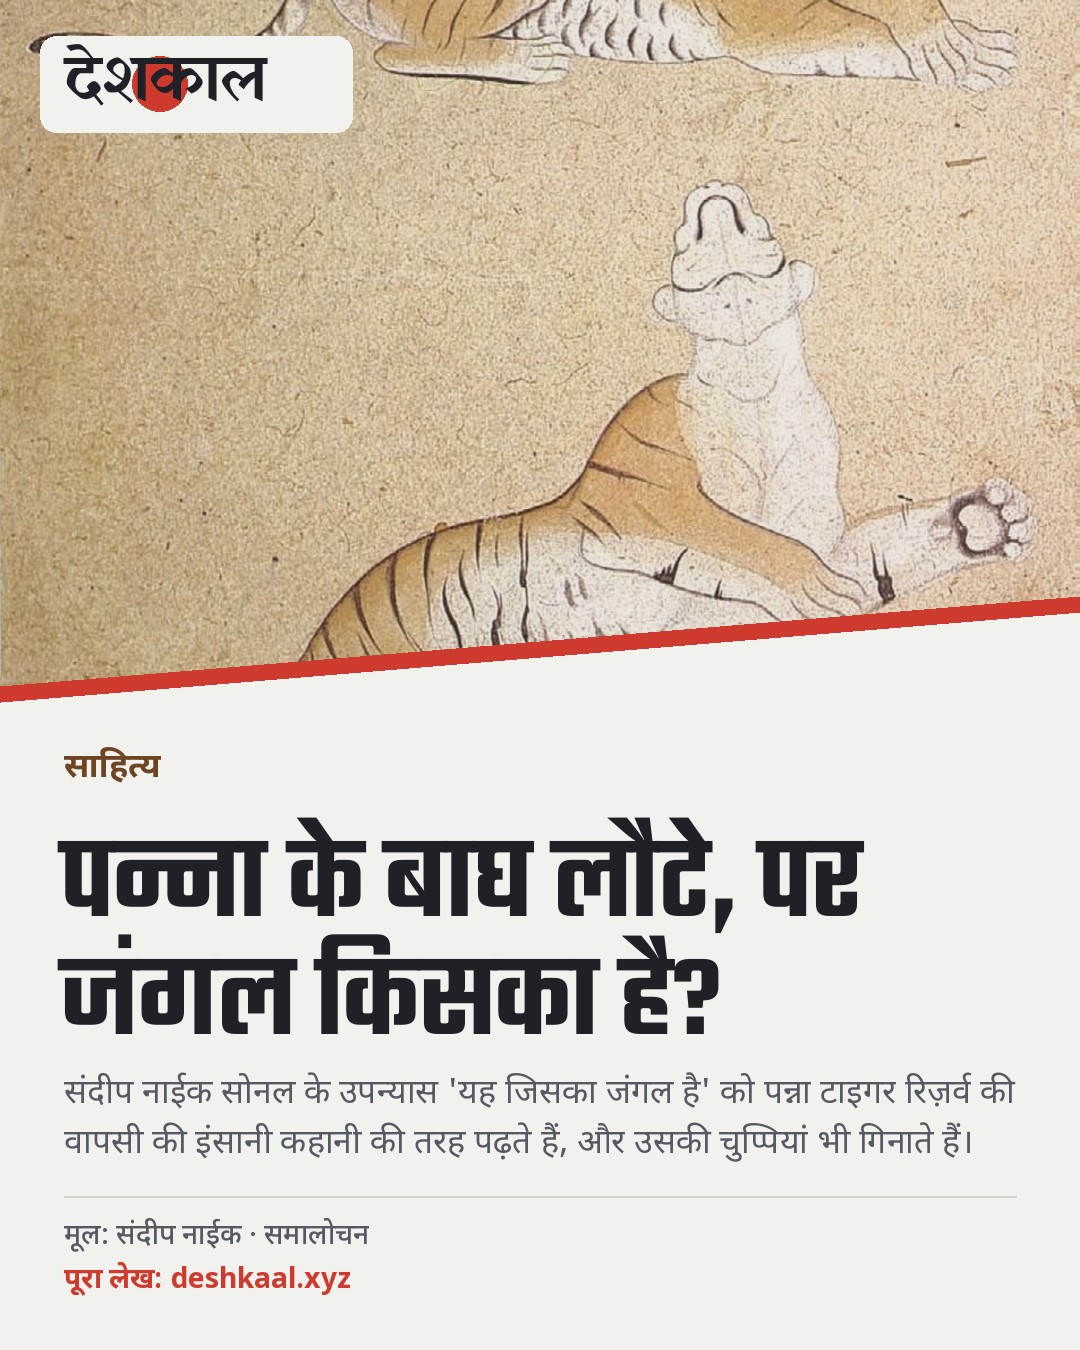 देशकाल
साहित्य
पन्ना के बाघ लौटे, पर
जंगल किसका है?
संदीप नाईक सोनल के उपन्यास 'यह जिसका जंगल है' को पन्ना टाइगर रिज़र्व की
वापसी की इंसानी कहानी की तरह पढ़ते हैं, और उसकी चुप्पियां भी गिनाते हैं।
मूल: संदीप नाईक · समालोचन
पूरा लेख: deshkaal.xyz